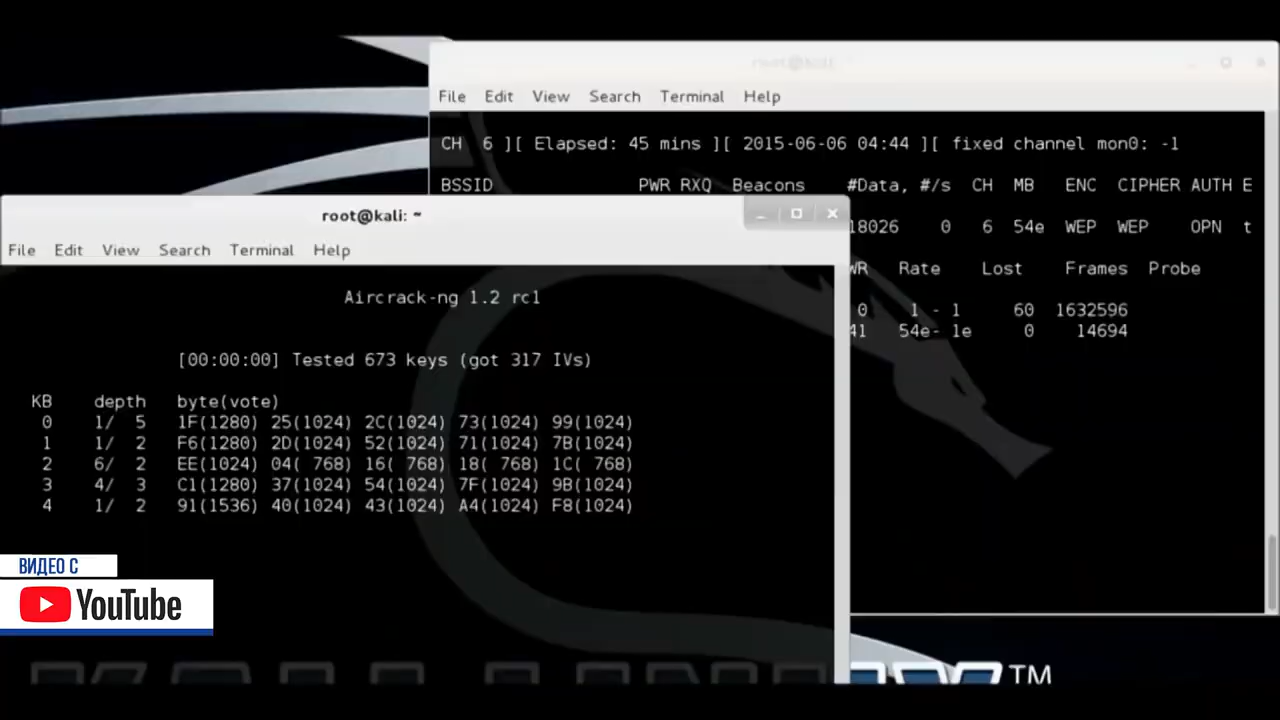 root@kali
File Edit View Search Terminal Help
CH 6 ][ Elapsed: 45 mins ][ 2015-06-06 04:44 ][ fixed channel mon0: -1
BSSID PWR RXQ Beacons #Data, #/s CH MB ENC CIPHER AUTH E
18026 0 6 54e WEP WEP OPN t
WR Rate Lost Frames Probe
0 1 - 1 60 1632596
41 54e- 1e 0 14694
root@kali: ~
File Edit View Search Terminal Help
Aircrack-ng 1.2 rc1
[00:00:00] Tested 673 keys (got 317 IVs)
KB depth byte(vote)
0 1/ 5 1F(1280) 25(1024) 2C(1024) 73(1024) 99(1024)
1 1/ 2 F6(1280) 2D(1024) 52(1024) 71(1024) 7B(1024)
2 6/ 2 EE(1024) 04( 768) 16( 768) 18( 768) 1C( 768)
3 4/ 3 C1(1280) 37(1024) 54(1024) 7F(1024) 9B(1024)
4 1/ 2 91(1536) 40(1024) 43(1024) A4(1024) F8(1024)
ВИДЕО С
YouTube
TM